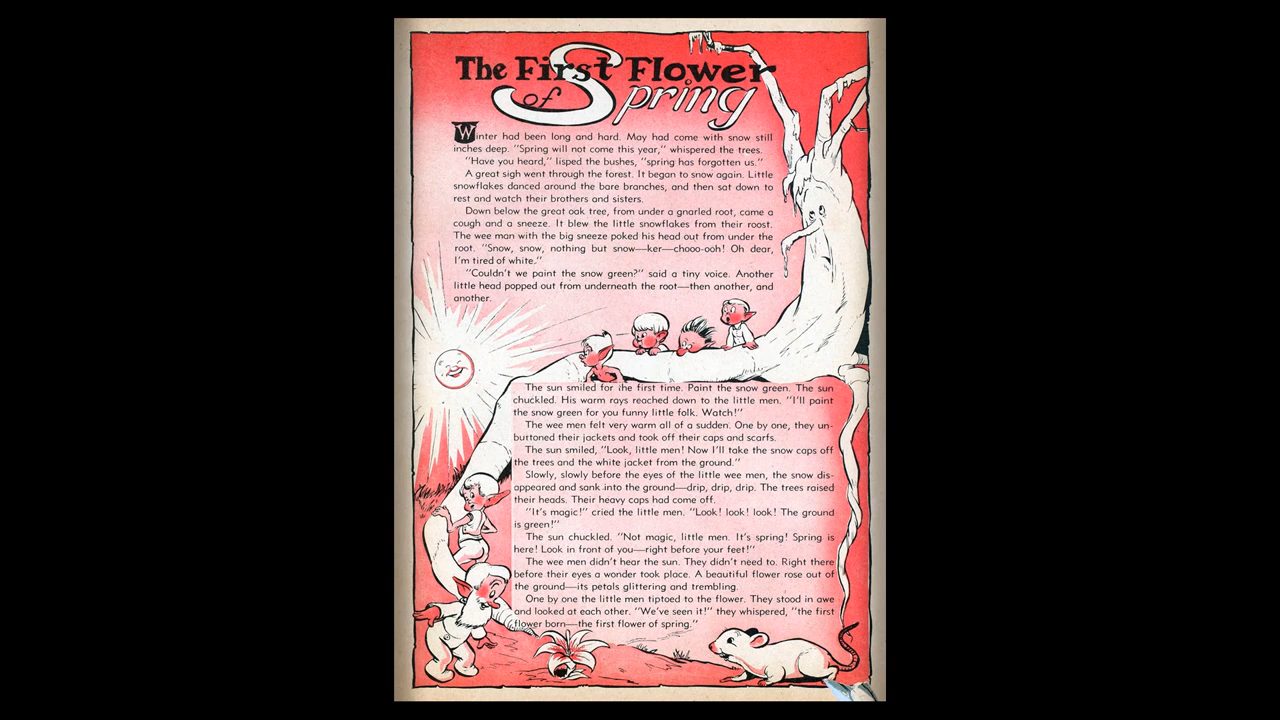 The First Flower
of Spring
Winter had been long and hard. May had come with snow still
inches deep. "Spring will not come this year," whispered the trees.
"Have you heard," lisped the bushes, "spring has forgotten us."
A great sigh went through the forest. It began to snow again. Little
snowflakes danced around the bare branches, and then sat down to
rest and watch their brothers and sisters.
Down below the great oak tree, from under a gnarled root, came a
cough and a sneeze. It blew the little snowflakes from their roost.
The wee man with the big sneeze poked his head out from under the
root. "Snow, snow, nothing but snow—ker—chooo-ooh! Oh dear,
I'm tired of white."
"Couldn't we paint the snow green?" said a tiny voice. Another
little head popped out from underneath the root—then another, and
another.
The sun smiled for the first time. Paint the snow green. The sun
chuckled. His warm rays reached down to the little men. "I'll paint
the snow green for you funny little folk. Watch!"
The wee men felt very warm all of a sudden. One by one, they un-
buttoned their jackets and took off their caps and scarfs.
The sun smiled, "Look, little men! Now I'll take the snow caps off
the trees and the white jacket from the ground."
Slowly, slowly before the eyes of the little wee men, the snow dis-
appeared and sank into the ground—drip, drip, drip. The trees raised
their heads. Their heavy caps had come off.
"It's magic!" cried the little men. "Look! look! look! The ground
is green!"
The sun chuckled. "Not magic, little men. It's spring! Spring is
here! Look in front of you—right before your feet!"
The wee men didn't hear the sun. They didn't need to. Right there
before their eyes a wonder took place. A beautiful flower rose out of
the ground—its petals glittering and trembling.
One by one the little men tiptoed to the flower. They stood in awe
and looked at each other. "We've seen it!" they whispered, "the first
flower born—the first flower of spring."